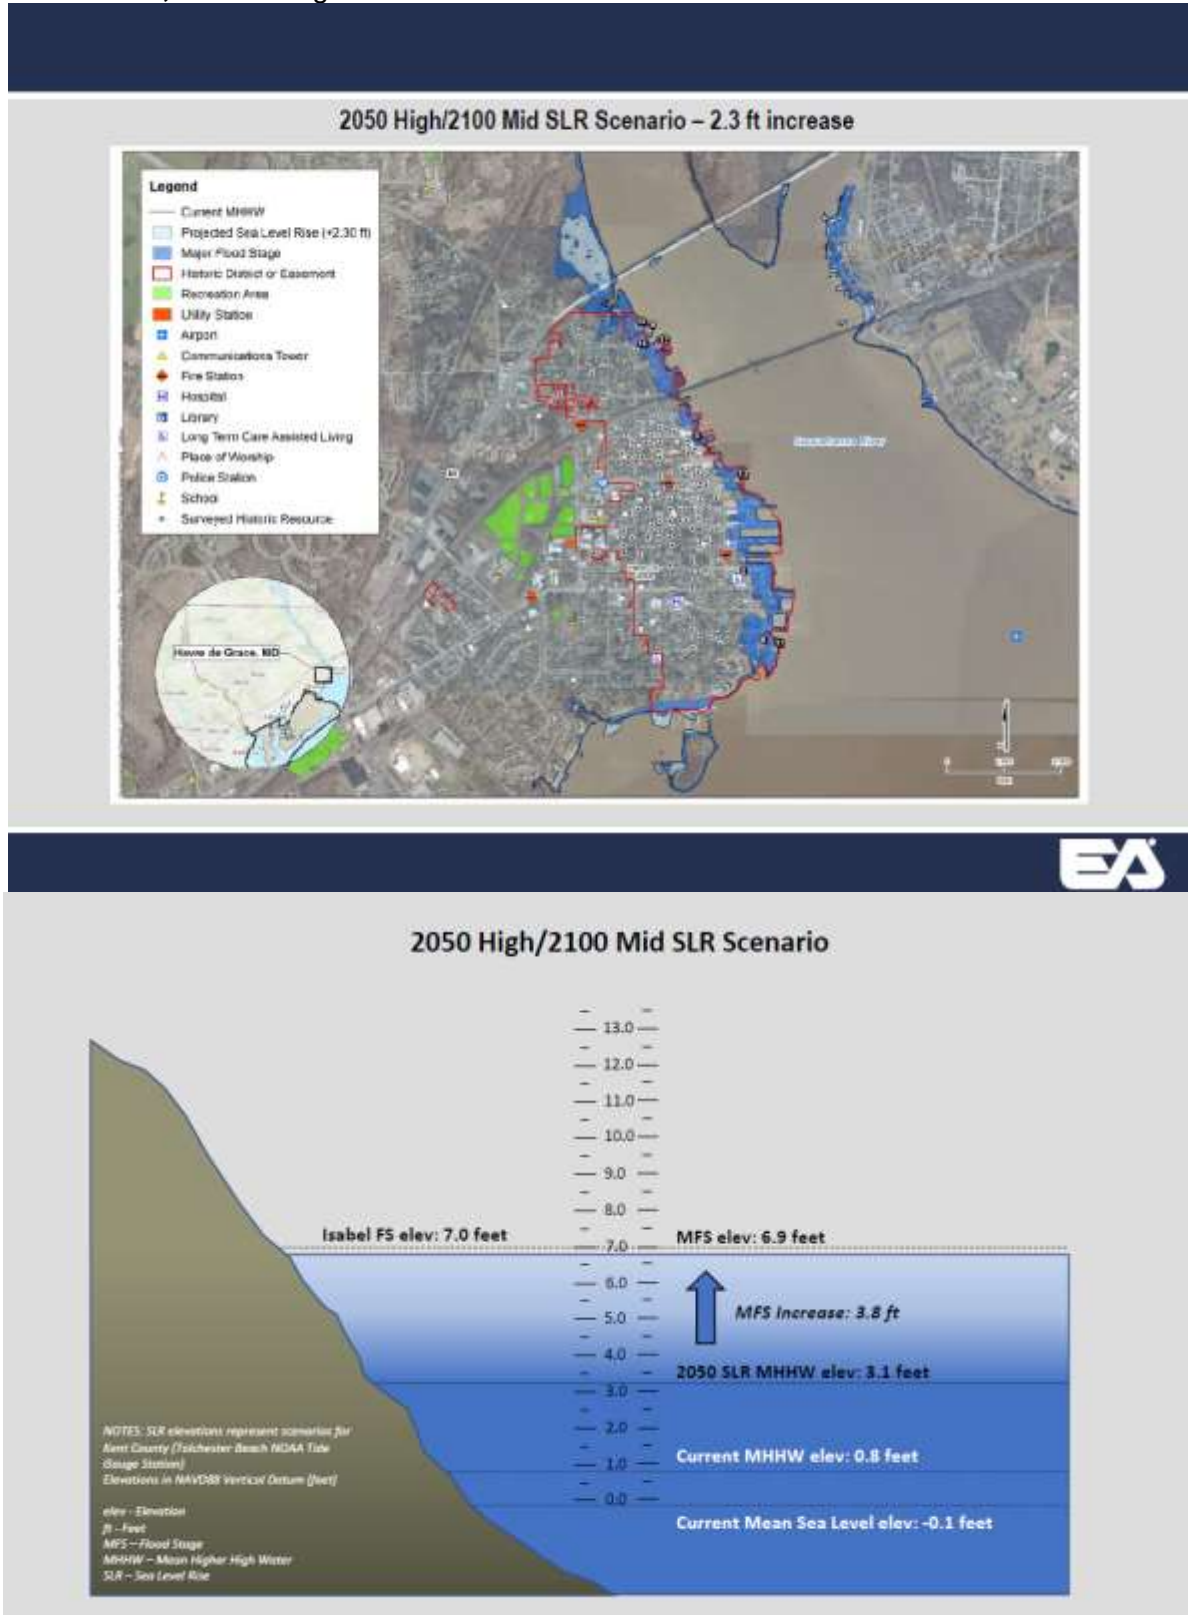 2050 High/2100 Mid SLR Scenario – 2.3 ft increase
Legend
Current MHHW
Projected Sea Level Rise (+2.30 ft)
Major Flood Stage
Historic District or Easement
Recreation Area
Utility Station
Airport
Communications Tower
Fire Station
Hospital
Library
Long Term Care Assisted Living
Place of Worship
Police Station
School
Surveyed Historic Resource
Susquehanna River
Havre de Grace, MD
EA
2050 High/2100 Mid SLR Scenario
13.0
12.0
11.0
10.0
9.0
8.0
Isabel FS elev: 7.0 feet
7.0
MFS elev: 6.9 feet
6.0
5.0
MFS Increase: 3.8 ft
4.0
2050 SLR MHHW elev: 3.1 feet
3.0
2.0
Current MHHW elev: 0.8 feet
1.0
0.0
Current Mean Sea Level elev: -0.1 feet
NOTES: SLR elevations represent scenarios for
Kent County (Tolchester Beach NOAA Tide
Gauge Station)
Elevations in NAVD88 Vertical Datum (feet)
elev - Elevation
ft - Feet
MFS – Flood Stage
MHHW – Mean Higher High Water
SLR – Sea Level Rise